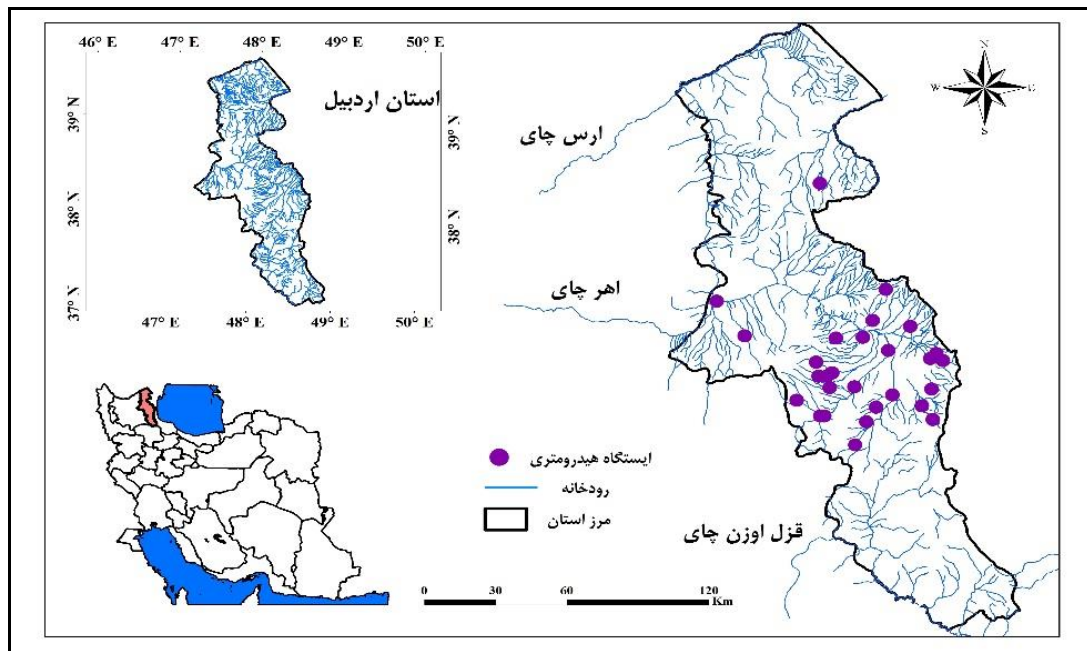 46° E 47° E 48° E 49° E 50° E
39° N
39° N
38° N
38° N
37° N
47° E 48° E 49° E 50° E
استان اردبیل
ارس چای
اهر چای
قزل اوزن چای
N
W
E
S
ایستگاه هیدرومتری
رودخانه
مرز استان
0 30 60 120
Km